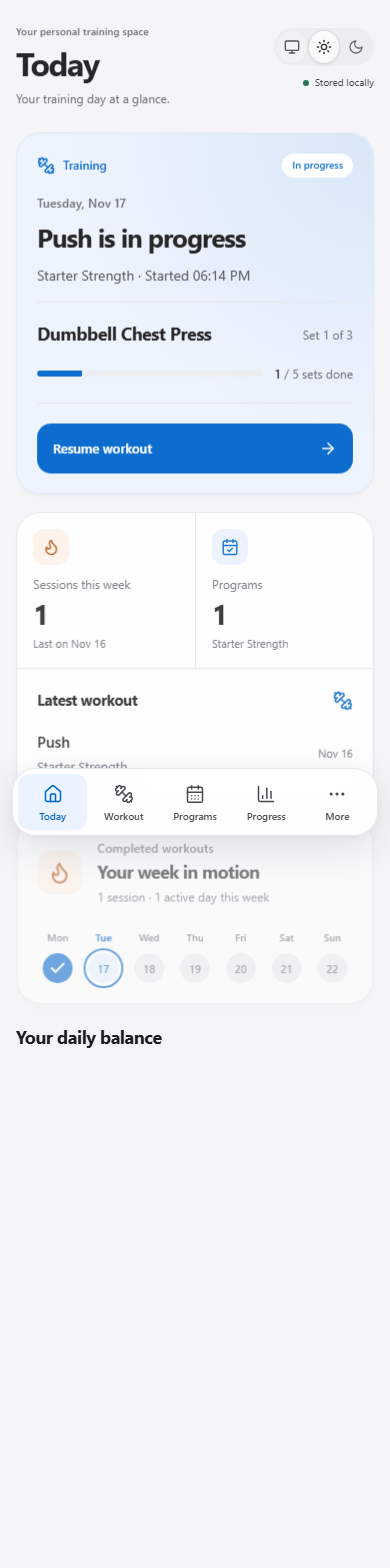 Your personal training space
Today
Your training day at a glance.
Stored locally
Training
In progress
Tuesday, Nov 17
Push is in progress
Starter Strength · Started 06:14 PM
Dumbbell Chest Press
Set 1 of 3
1 / 5 sets done
Resume workout
Sessions this week
1
Last on Nov 16
Programs
1
Starter Strength
Latest workout
Push
Nov 16
Starter Strength
Today
Workout
Programs
Progress
More
Completed workouts
Your week in motion
1 session · 1 active day this week
Mon Tue Wed Thu Fri Sat Sun
17 18 19 20 21 22
Your daily balance